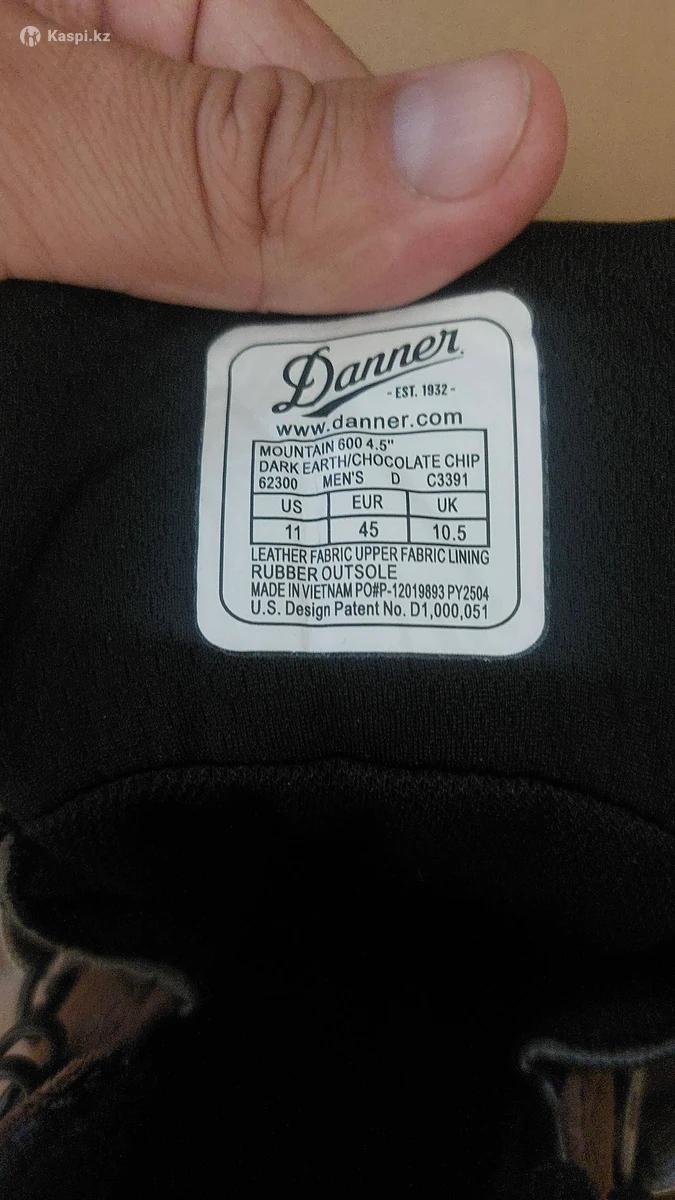 Kaspi.kz
Danner
- EST. 1932 -
www.danner.com
MOUNTAIN 600 4.5"
DARK EARTH/CHOCOLATE CHIP
62300 MEN'S D C3391
US EUR UK
11 45 10.5
LEATHER FABRIC UPPER FABRIC LINING
RUBBER OUTSOLE
MADE IN VIETNAM PO#P-12019893 PY2504
U.S. Design Patent No. D1,000,051